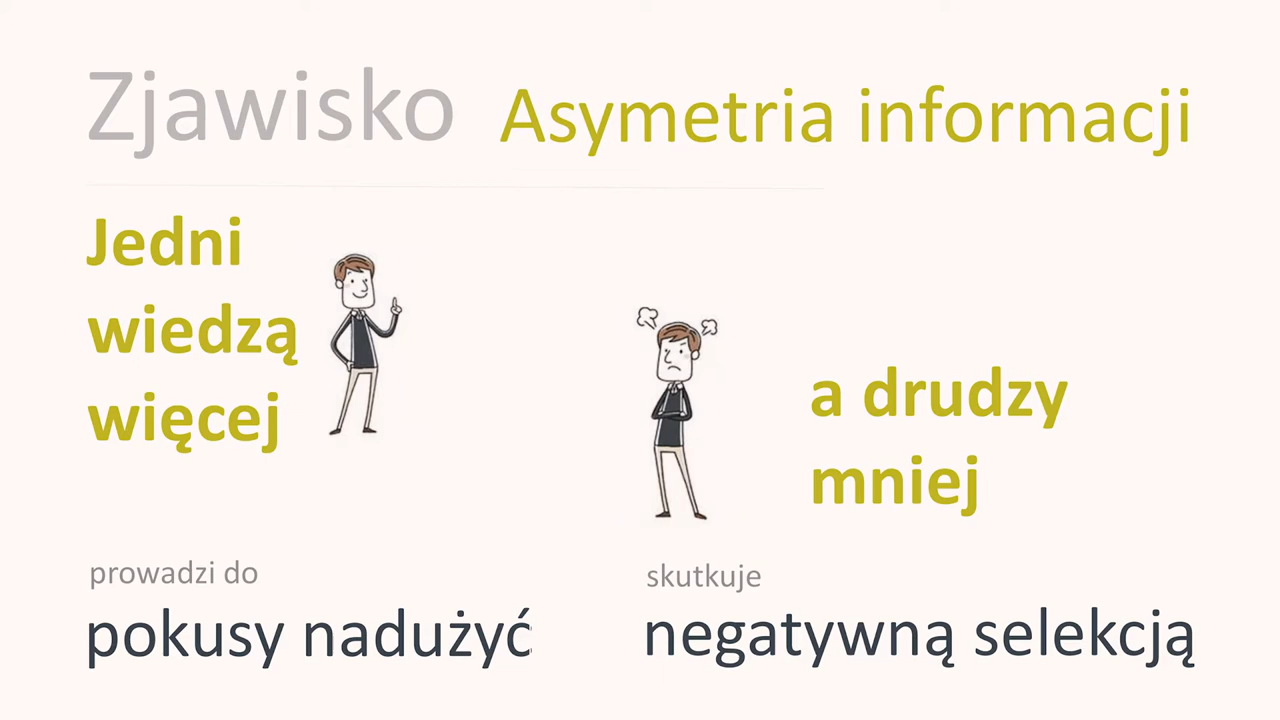 Zjawisko Asymetria informacji
Jedni
wiedzą
więcej
a drudzy
mniej
prowadzi do
pokusy nadużyć
skutkuje
negatywną selekcją